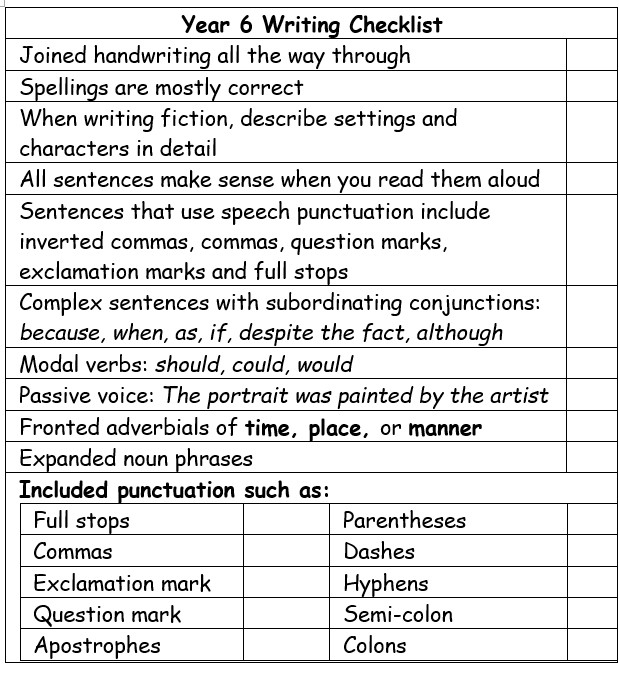 Year 6 Writing Checklist
Joined handwriting all the way through
Spellings are mostly correct
When writing fiction, describe settings and
characters in detail
All sentences make sense when you read them aloud
Sentences that use speech punctuation include
inverted commas, commas, question marks,
exclamation marks and full stops
Complex sentences with subordinating conjunctions:
because, when, as, if, despite the fact, although
Modal verbs: should, could, would
Passive voice: The portrait was painted by the artist
Fronted adverbials of time, place, or manner
Expanded noun phrases
Included punctuation such as:
Full stops Parentheses
Commas Dashes
Exclamation mark Hyphens
Question mark Semi-colon
Apostrophes Colons